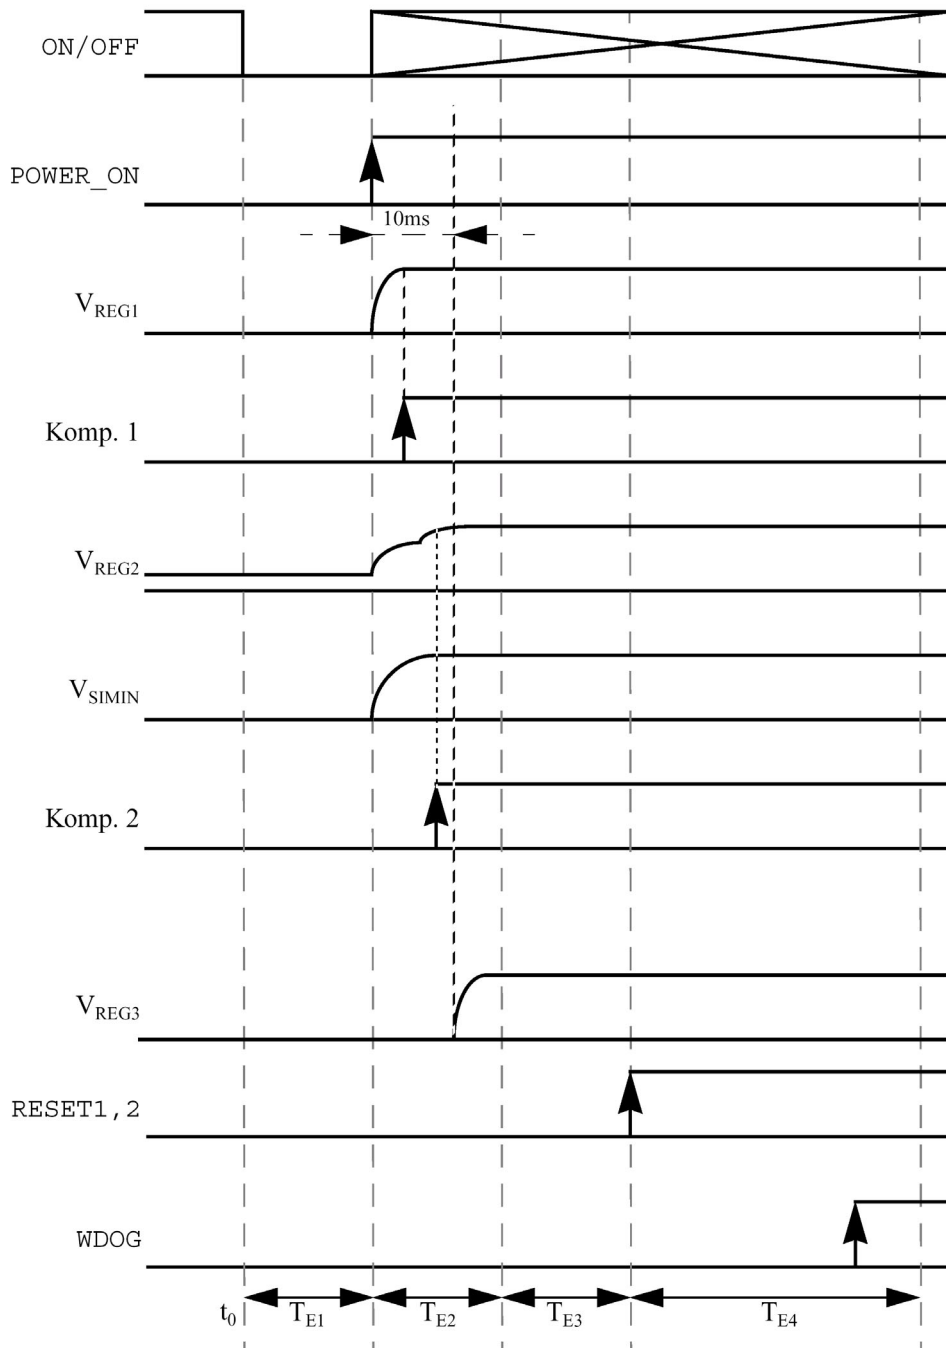 ON/OFF
POWER_ON
10ms
VREG1
Komp. 1
VREG2
VSIMIN
Komp. 2
VREG3
RESET1,2
WDOG
t0 TE1 TE2 TE3 TE4